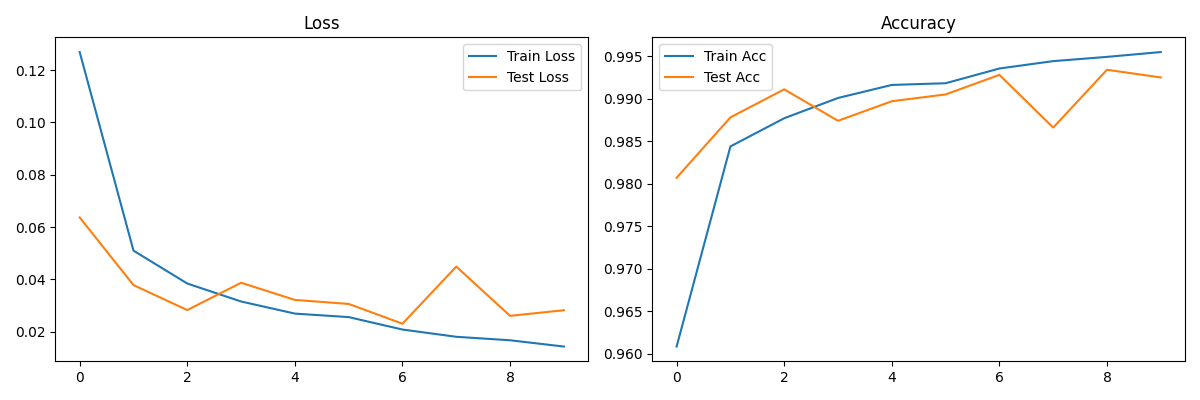 Loss
Train Loss
Test Loss
0.12
0.10
0.08
0.06
0.04
0.02
0 2 4 6 8
Accuracy
Train Acc
Test Acc
0.995
0.990
0.985
0.980
0.975
0.970
0.965
0.960
0 2 4 6 8